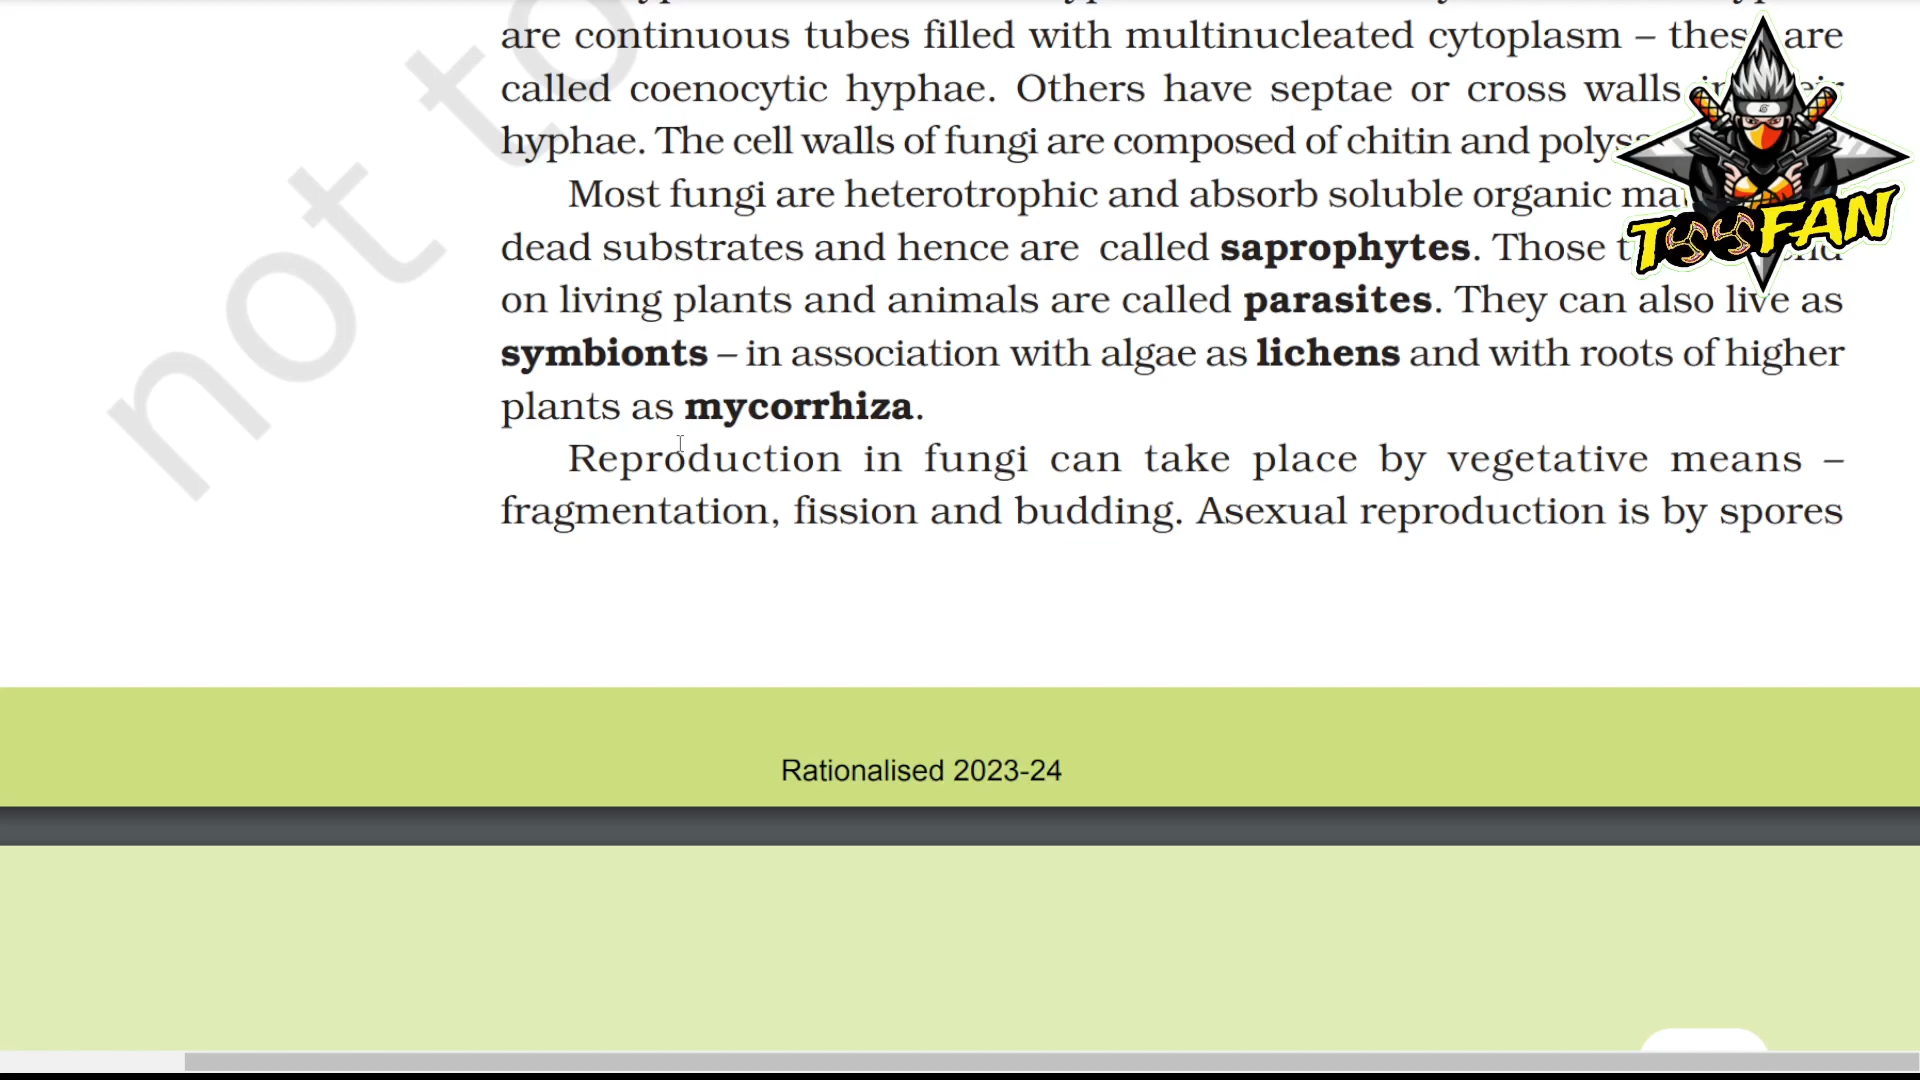 are continuous tubes filled with multinucleated cytoplasm – these are
called coenocytic hyphae. Others have septae or cross walls in their
hyphae. The cell walls of fungi are composed of chitin and
Most fungi are heterotrophic and absorb soluble organic
dead substrates and hence are called saprophytes. Those
on living plants and animals are called parasites. They can also live as
symbionts – in association with algae as lichens and with roots of higher
plants as mycorrhiza.
Reproduction in fungi can take place by vegetative means –
fragmentation, fission and budding. Asexual reproduction is by spores
not to
TOOFAN
Rationalised 2023-24